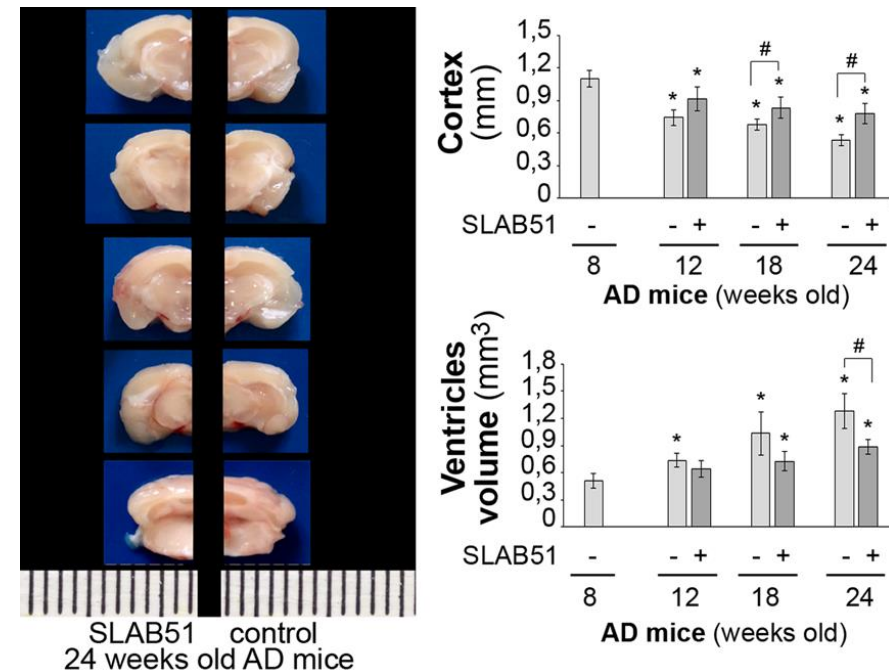 SLAB51 control
24 weeks old AD mice
Cortex
(mm)
1,5
1,2
0,9
0,6
0,3
0
* * * # * * # *
SLAB51 - - + - + - +
8 12 18 24
AD mice (weeks old)
Ventricles
volume (mm3)
1,8
1,5
1,2
0,9
0,6
0,3
0
* * * * # *
SLAB51 - - + - + - +
8 12 18 24
AD mice (weeks old)